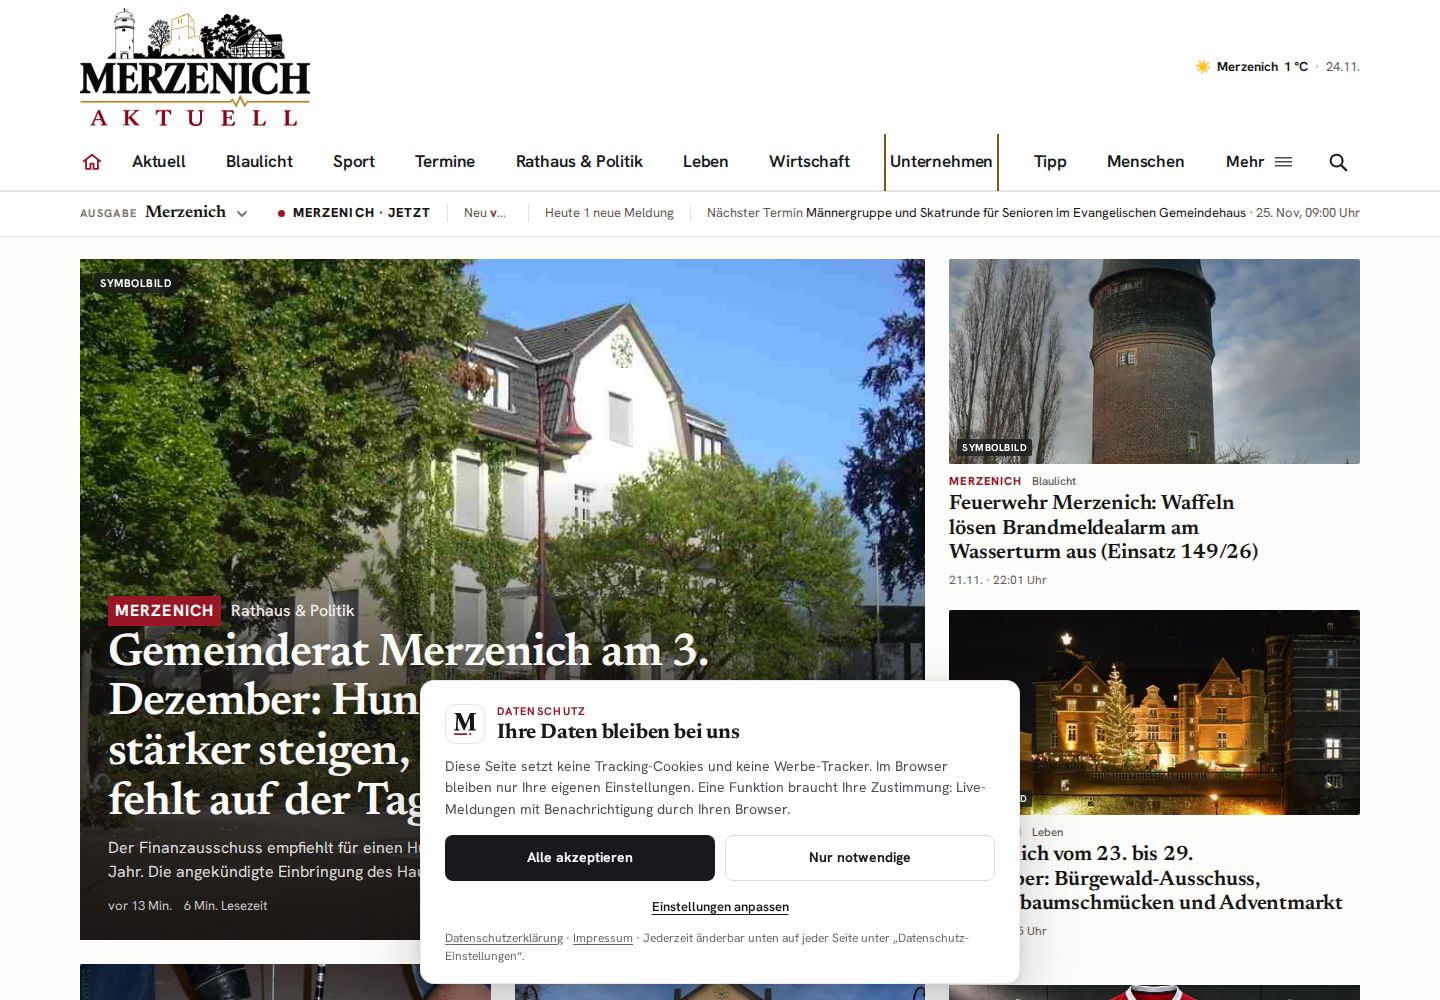 MERZENICH
AKTUELL
Merzenich 1 °C · 24.11.
Aktuell Blaulicht Sport Termine Rathaus & Politik Leben Wirtschaft Unternehmen Tipp Menschen Mehr
AUSGABE Merzenich
MERZENICH · JETZT
Neu v...
Heute 1 neue Meldung
Nächster Termin Männergruppe und Skatrunde für Senioren im Evangelischen Gemeindehaus · 25. Nov, 09:00 Uhr
SYMBOLBILD
MERZENICH Rathaus & Politik
Gemeinderat Merzenich am 3.
Dezember: Hun
stärker steigen,
fehlt auf der Tag
Der Finanzausschuss empfiehlt für einen Hu
Jahr. Die angekündigte Einbringung des Hau
vor 13 Min. 6 Min. Lesezeit
SYMBOLBILD
MERZENICH Blaulicht
Feuerwehr Merzenich: Waffeln
lösen Brandmeldealarm am
Wasserturm aus (Einsatz 149/26)
21.11. · 22:01 Uhr
Leben
ich vom 23. bis 29.
ber: Bürgewald-Ausschuss,
baumschmücken und Adventmarkt
Uhr
M
DATENSCHUTZ
Ihre Daten bleiben bei uns
Diese Seite setzt keine Tracking-Cookies und keine Werbe-Tracker. Im Browser
bleiben nur Ihre eigenen Einstellungen. Eine Funktion braucht Ihre Zustimmung: Live-
Meldungen mit Benachrichtigung durch Ihren Browser.
Alle akzeptieren
Nur notwendige
Einstellungen anpassen
Datenschutzerklärung · Impressum · Jederzeit änderbar unten auf jeder Seite unter „Datenschutz-
Einstellungen“.